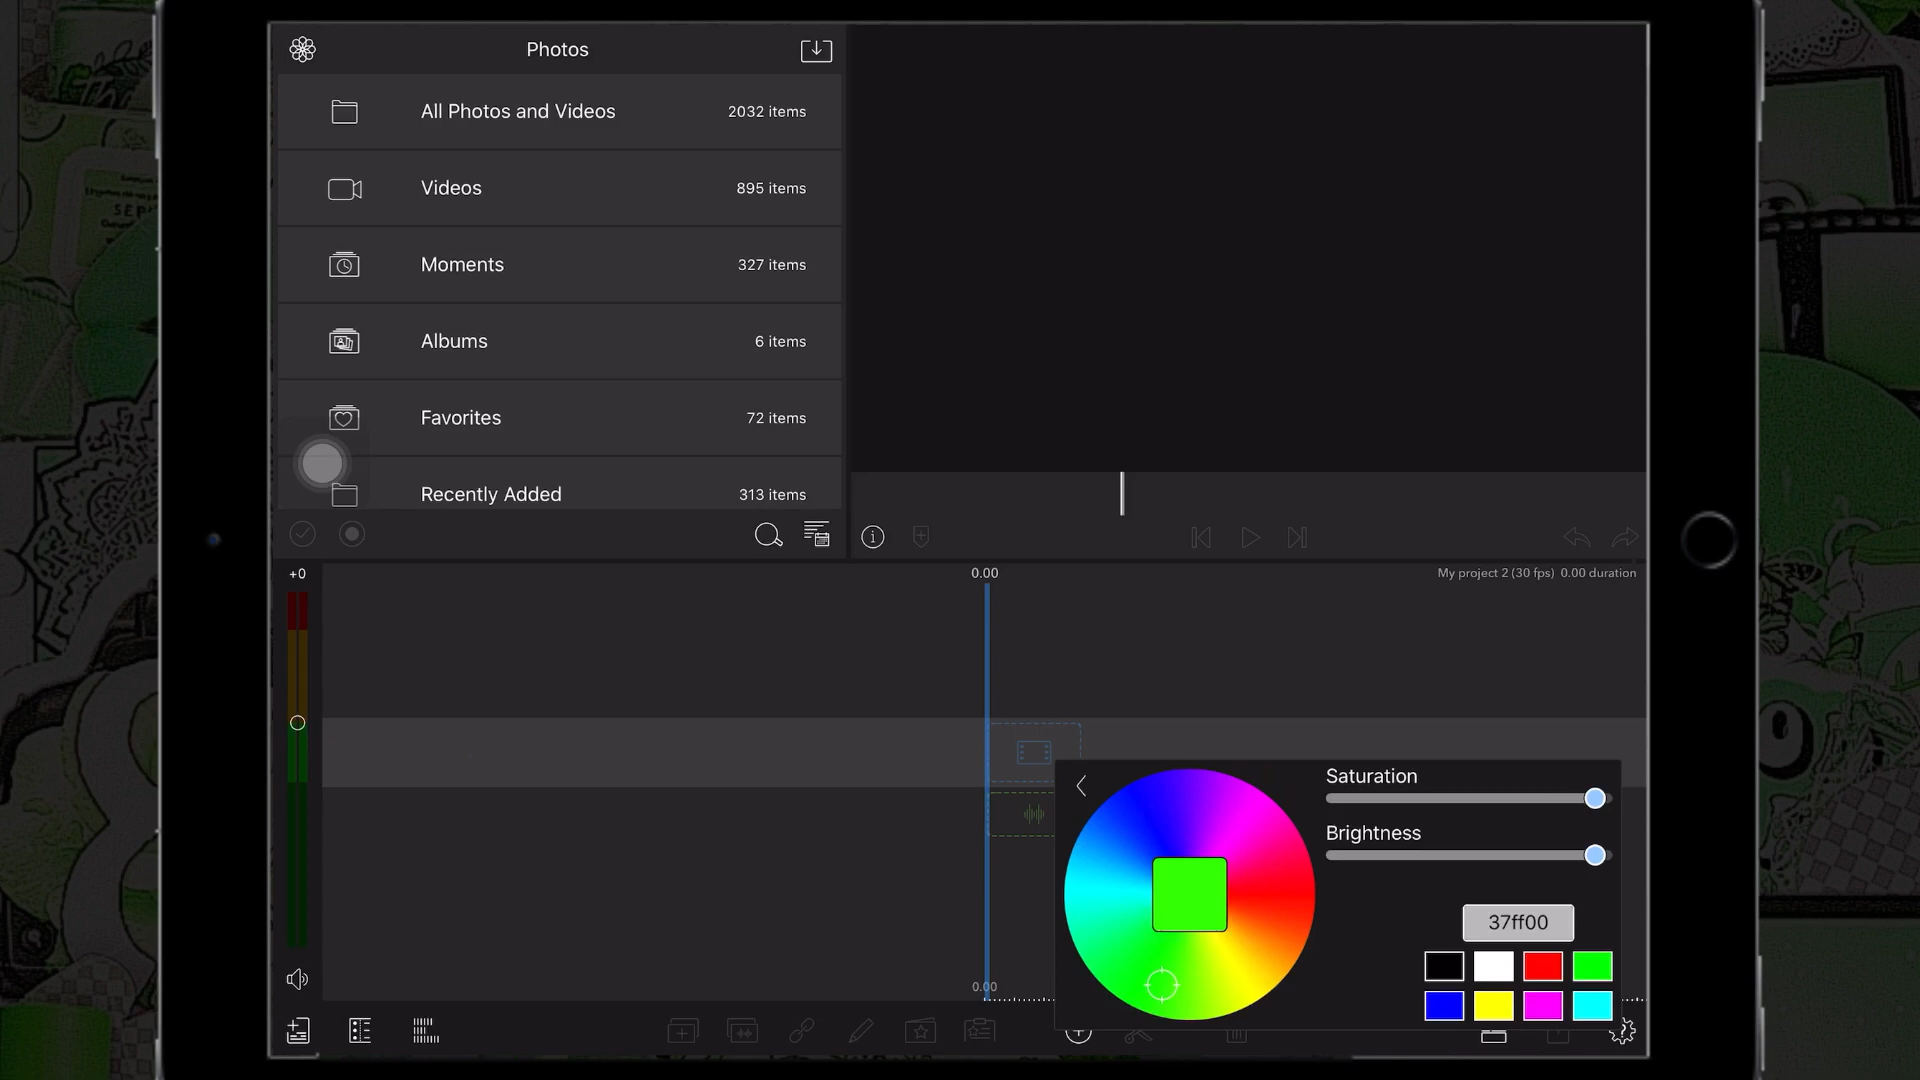 Photos
All Photos and Videos 2032 items
Videos 895 items
Moments 327 items
Albums 6 items
Favorites 72 items
Recently Added 313 items
+0
0.00
My project 2 (30 fps) 0.00 duration
Saturation
Brightness
37ff00
0.00